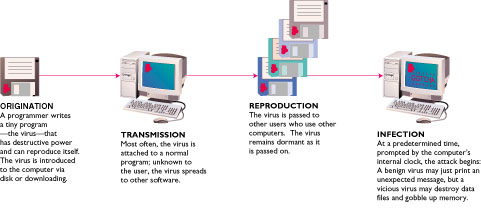 ORIGINATION
A programmer writes
a tiny program
—the virus—that
has destructive power
and can reproduce itself.
The virus is introduced
to the computer via
disk or downloading.
TRANSMISSION
Most often, the virus is
attached to a normal
program; unknown to
the user, the virus spreads
to other software.
REPRODUCTION
The virus is passed to
other users who use other
computers. The virus
remains dormant as it
is passed on.
INFECTION
At a predetermined time,
prompted by the computer's
internal clock, the attack begins:
A benign virus may just print an
unexpected message, but a
vicious virus may destroy data
files and gobble up memory.